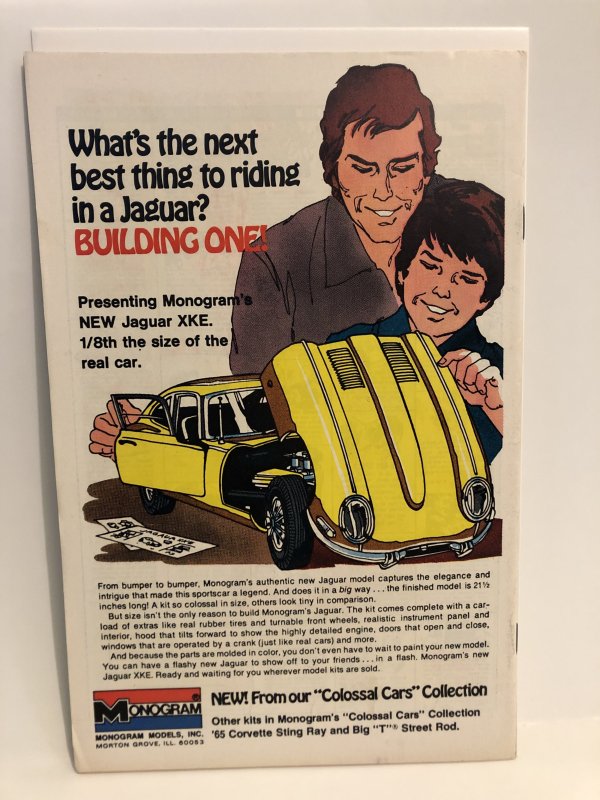 What's the next
best thing to riding
in a Jaguar?
BUILDING ONE!
Presenting Monogram's
NEW Jaguar XKE.
1/8th the size of the
real car.
From bumper to bumper, Monogram's authentic new Jaguar model captures the elegance and
intrigue that made this sportscar a legend. And does it in a big way . . . the finished model is 21½
inches long! A kit so colossal in size, others look tiny in comparison.
But size isn't the only reason to build Monogram's Jaguar. The kit comes complete with a car-
load of extras like real rubber tires and turnable front wheels, realistic instrument panel and
interior, hood that tilts forward to show the highly detailed engine, doors that open and close,
windows that are operated by a crank (just like real cars) and more.
And because the parts are molded in color, you don't even have to wait to paint your new model.
You can have a flashy new Jaguar to show off to your friends . . . in a flash. Monogram's new
Jaguar XKE. Ready and waiting for you wherever model kits are sold.
MONOGRAM®
MONOGRAM MODELS, INC.
MORTON GROVE, ILL. 60053
NEW! From our "Colossal Cars" Collection
Other kits in Monogram's "Colossal Cars" Collection
'65 Corvette Sting Ray and Big "T"® Street Rod.